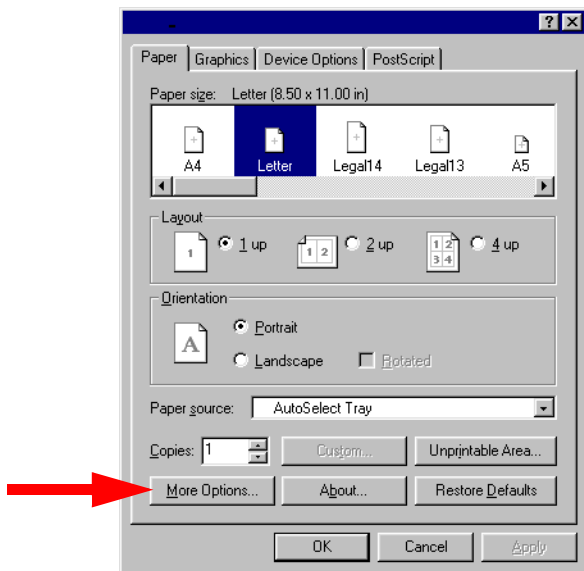 ? X
Paper Graphics Device Options PostScript
Paper size: Letter (8.50 x 11.00 in)
A4 Letter Legal14 Legal13 A5
Layout
1 1 up 1 2 2 up 1 2 3 4 4 up
Orientation
A Portrait
Landscape Rotated
Paper source: AutoSelect Tray
Copies: 1 Custom... Unprintable Area...
More Options... About... Restore Defaults
OK Cancel Apply